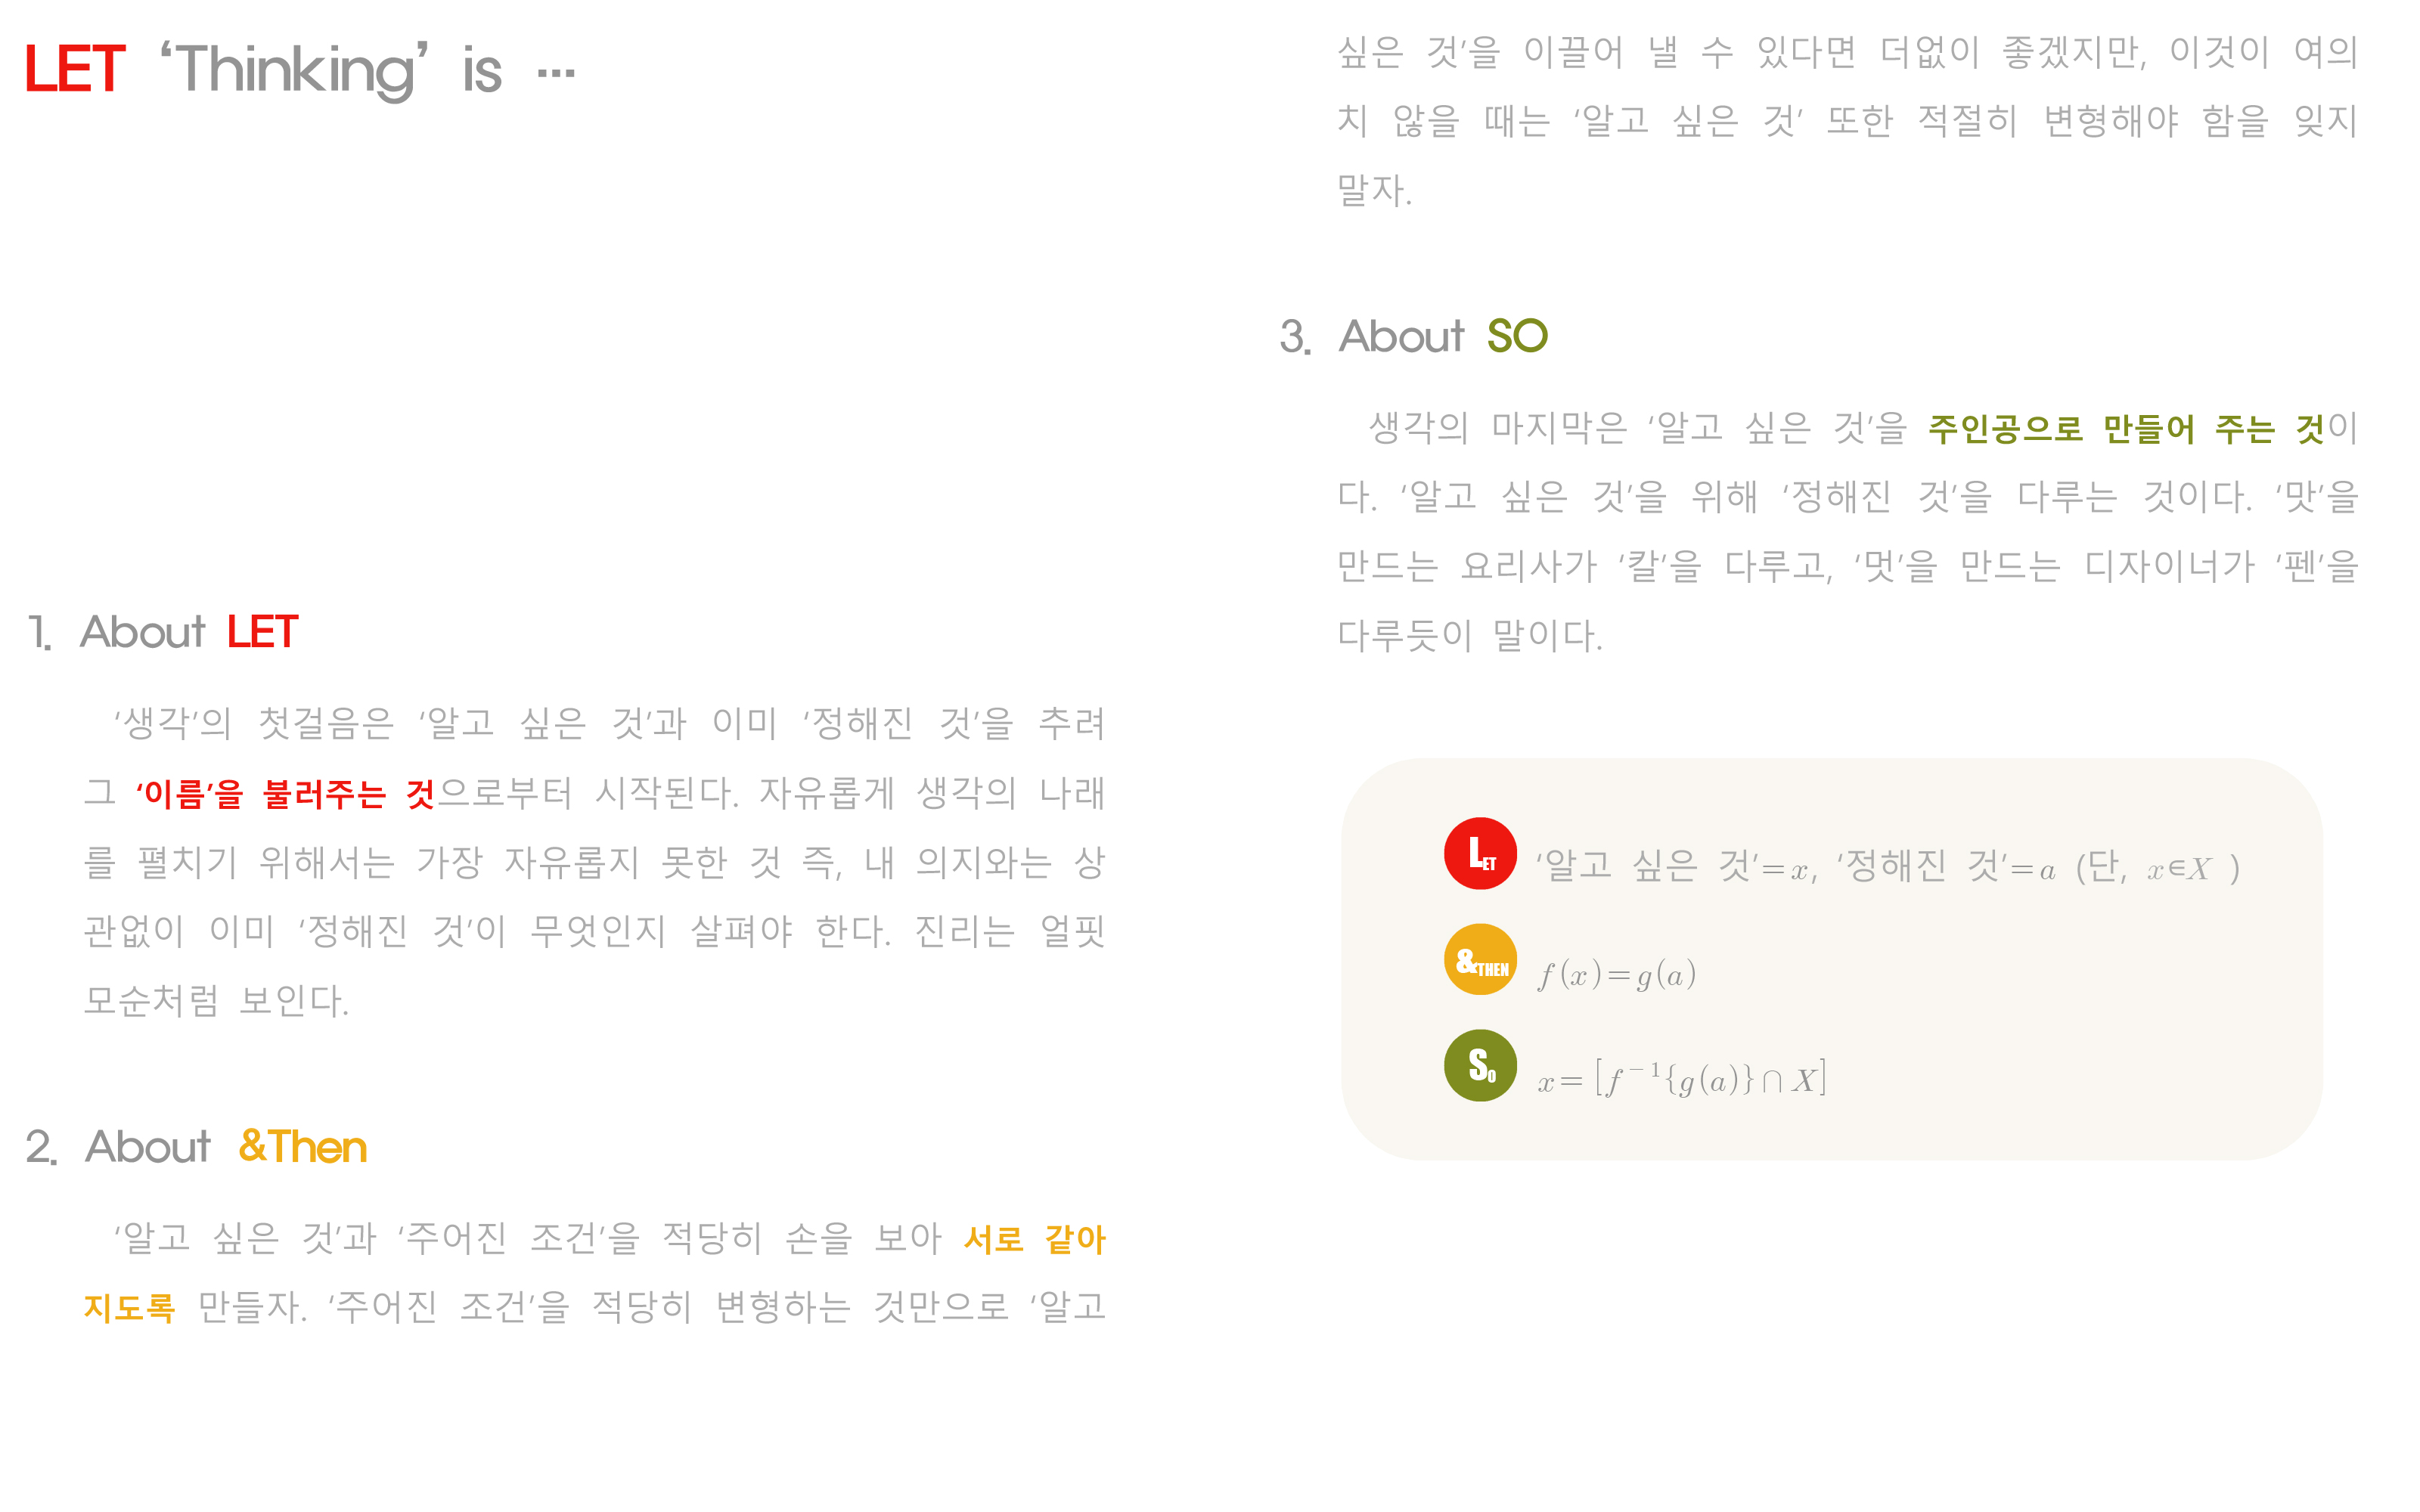 LET ‘Thinking’ is …
1. About LET
‘생각’의 첫걸음은 ‘알고 싶은 것’과 이미 ‘정해진 것’을 추려
그 ‘이름’을 불러주는 것으로부터 시작된다. 자유롭게 생각의 나래
를 펼치기 위해서는 가장 자유롭지 못한 것 즉, 내 의지와는 상
관없이 이미 ‘정해진 것’이 무엇인지 살펴야 한다. 진리는 얼핏
모순처럼 보인다.
2. About &Then
‘알고 싶은 것’과 ‘주어진 조건’을 적당히 손을 보아 서로 같아
지도록 만들자. ‘주어진 조건’을 적당히 변형하는 것만으로 ‘알고
싶은 것’을 이끌어 낼 수 있다면 더없이 좋겠지만, 이것이 여의
치 않을 때는 ‘알고 싶은 것’ 또한 적절히 변형해야 함을 잊지
말자.
3. About SO
생각의 마지막은 ‘알고 싶은 것’을 주인공으로 만들어 주는 것이
다. ‘알고 싶은 것’을 위해 ‘정해진 것’을 다루는 것이다. ‘맛’을
만드는 요리사가 ‘칼’을 다루고, ‘멋’을 만드는 디자이너가 ‘펜’을
다루듯이 말이다.
LET ‘알고 싶은 것’=x, ‘정해진 것’=a (단, x∈X )
&THEN f(x)=g(a)
SO x=[f⁻¹{g(a)}∩X]